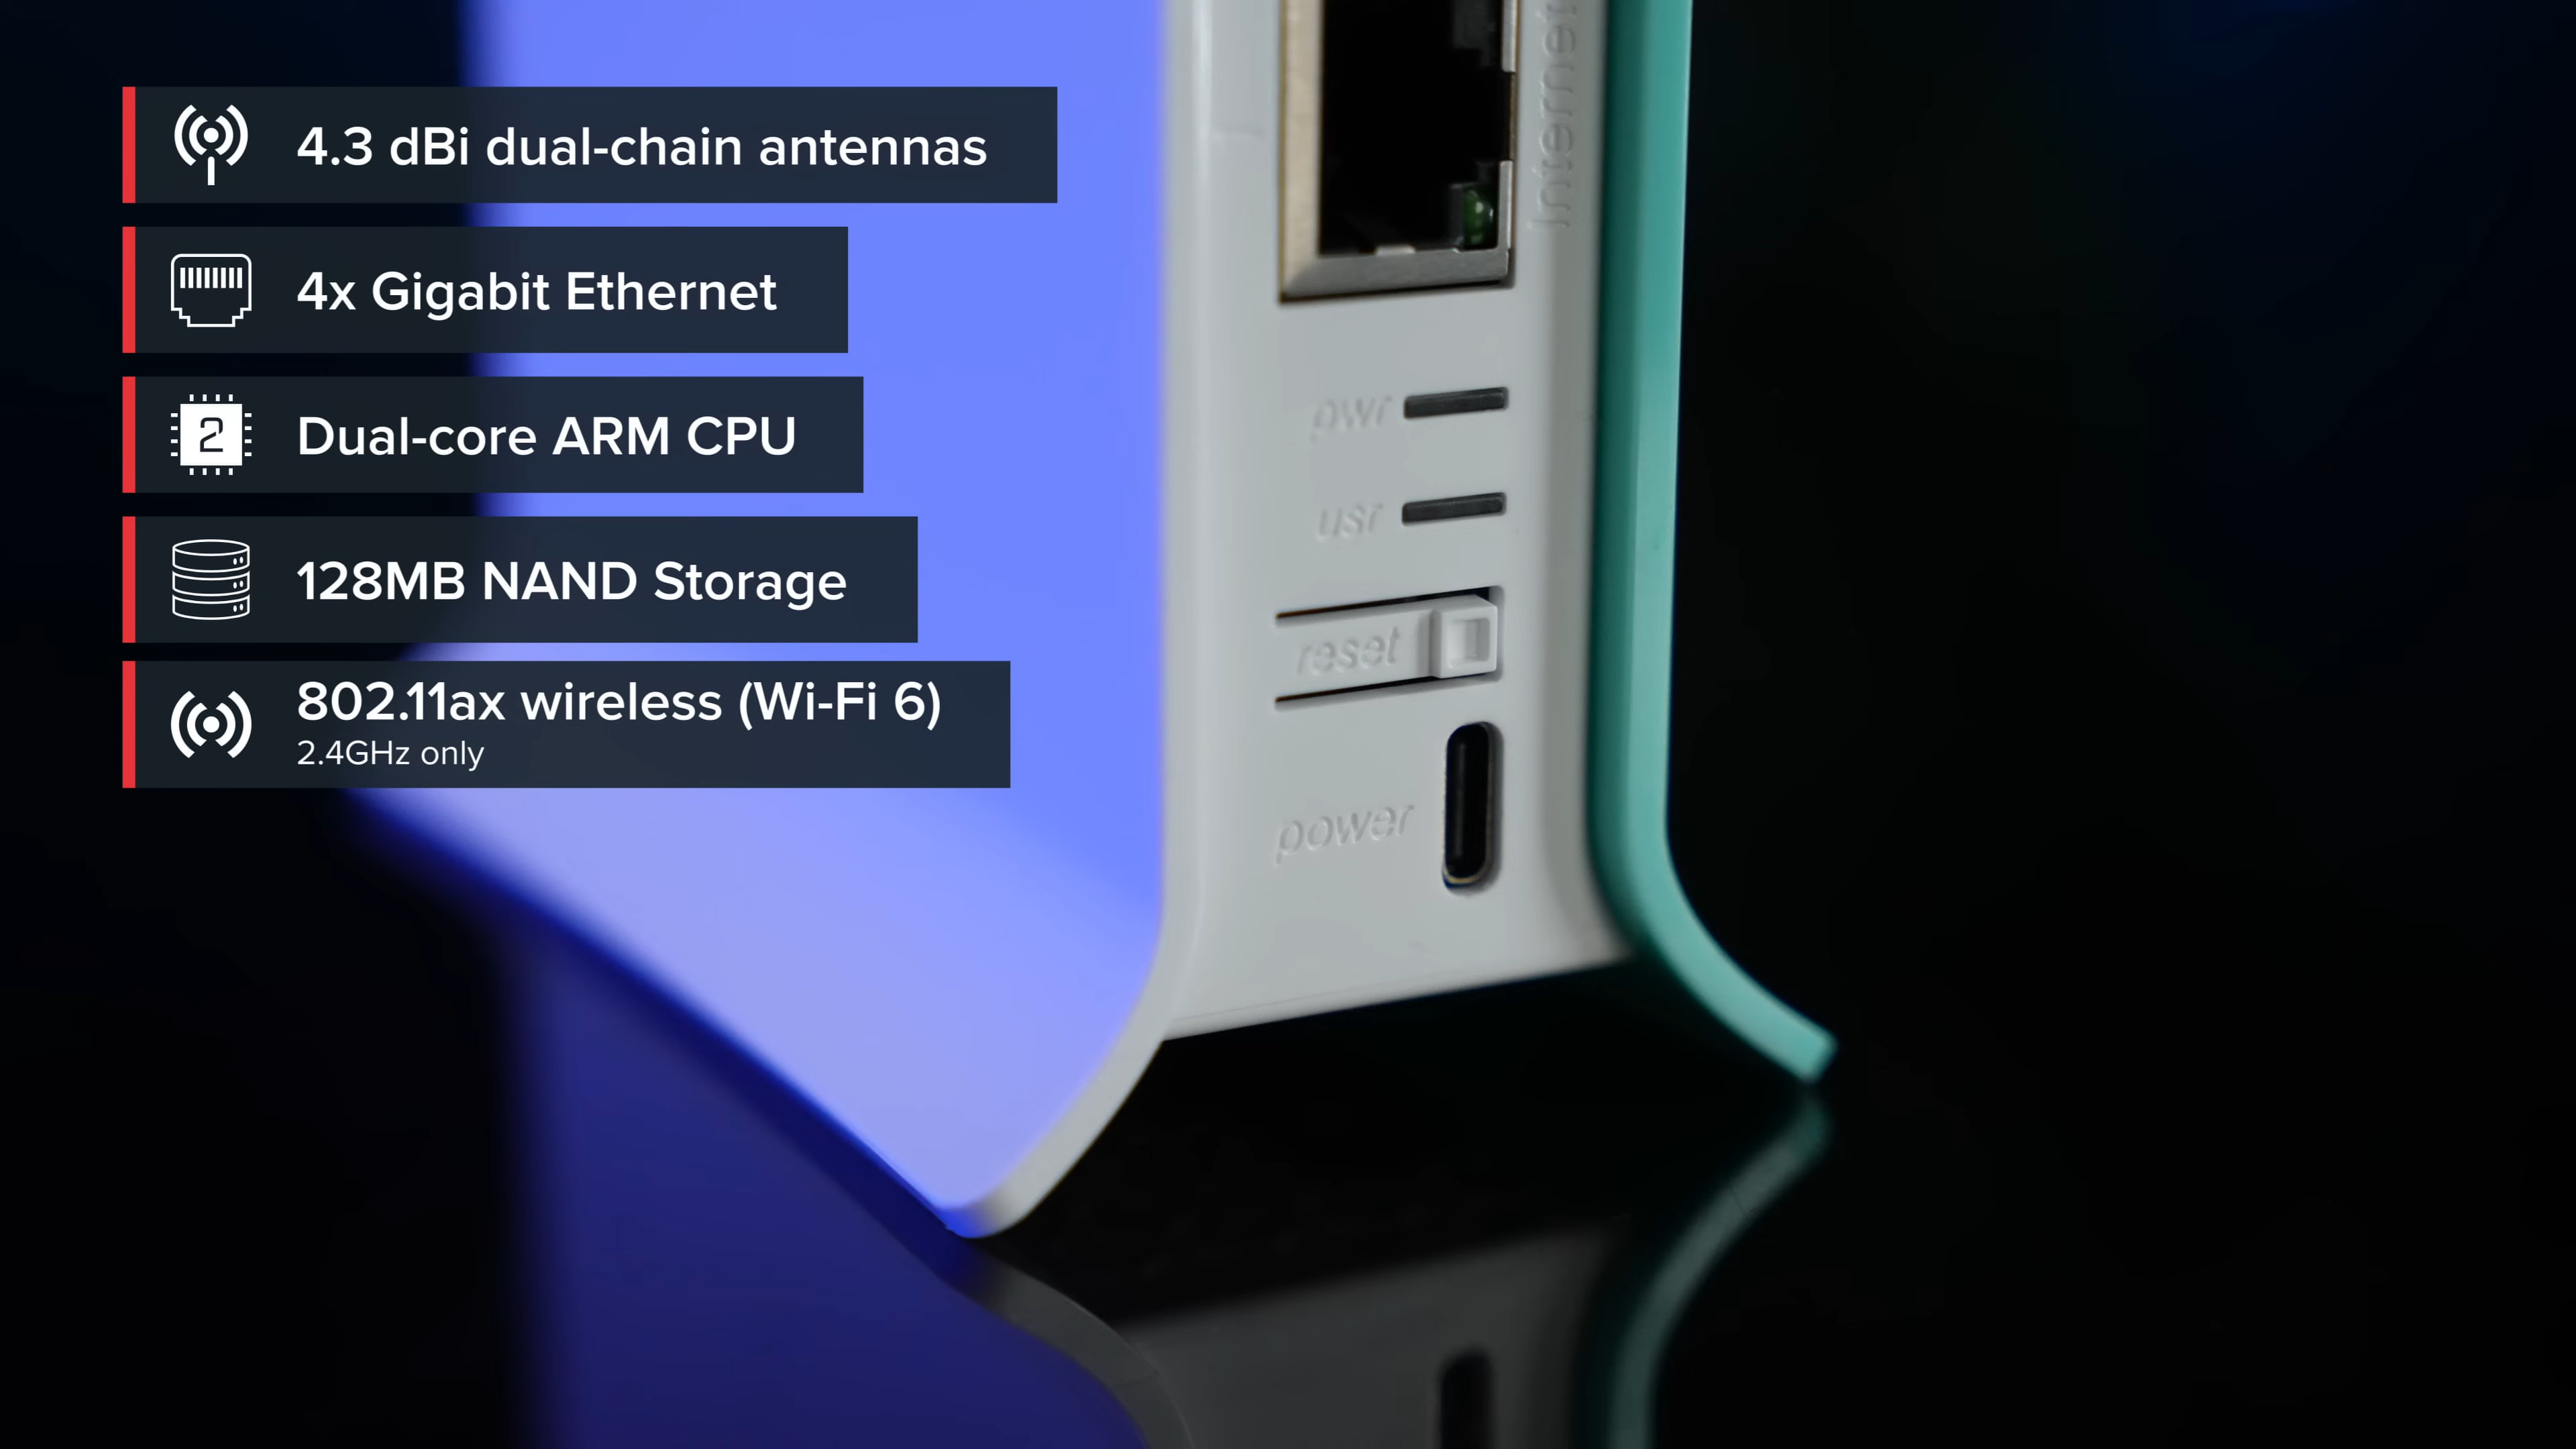 4.3 dBi dual-chain antennas
4x Gigabit Ethernet
2
Dual-core ARM CPU
128MB NAND Storage
802.11ax wireless (Wi-Fi 6)
2.4GHz only
Internet
pwr
usr
reset
power